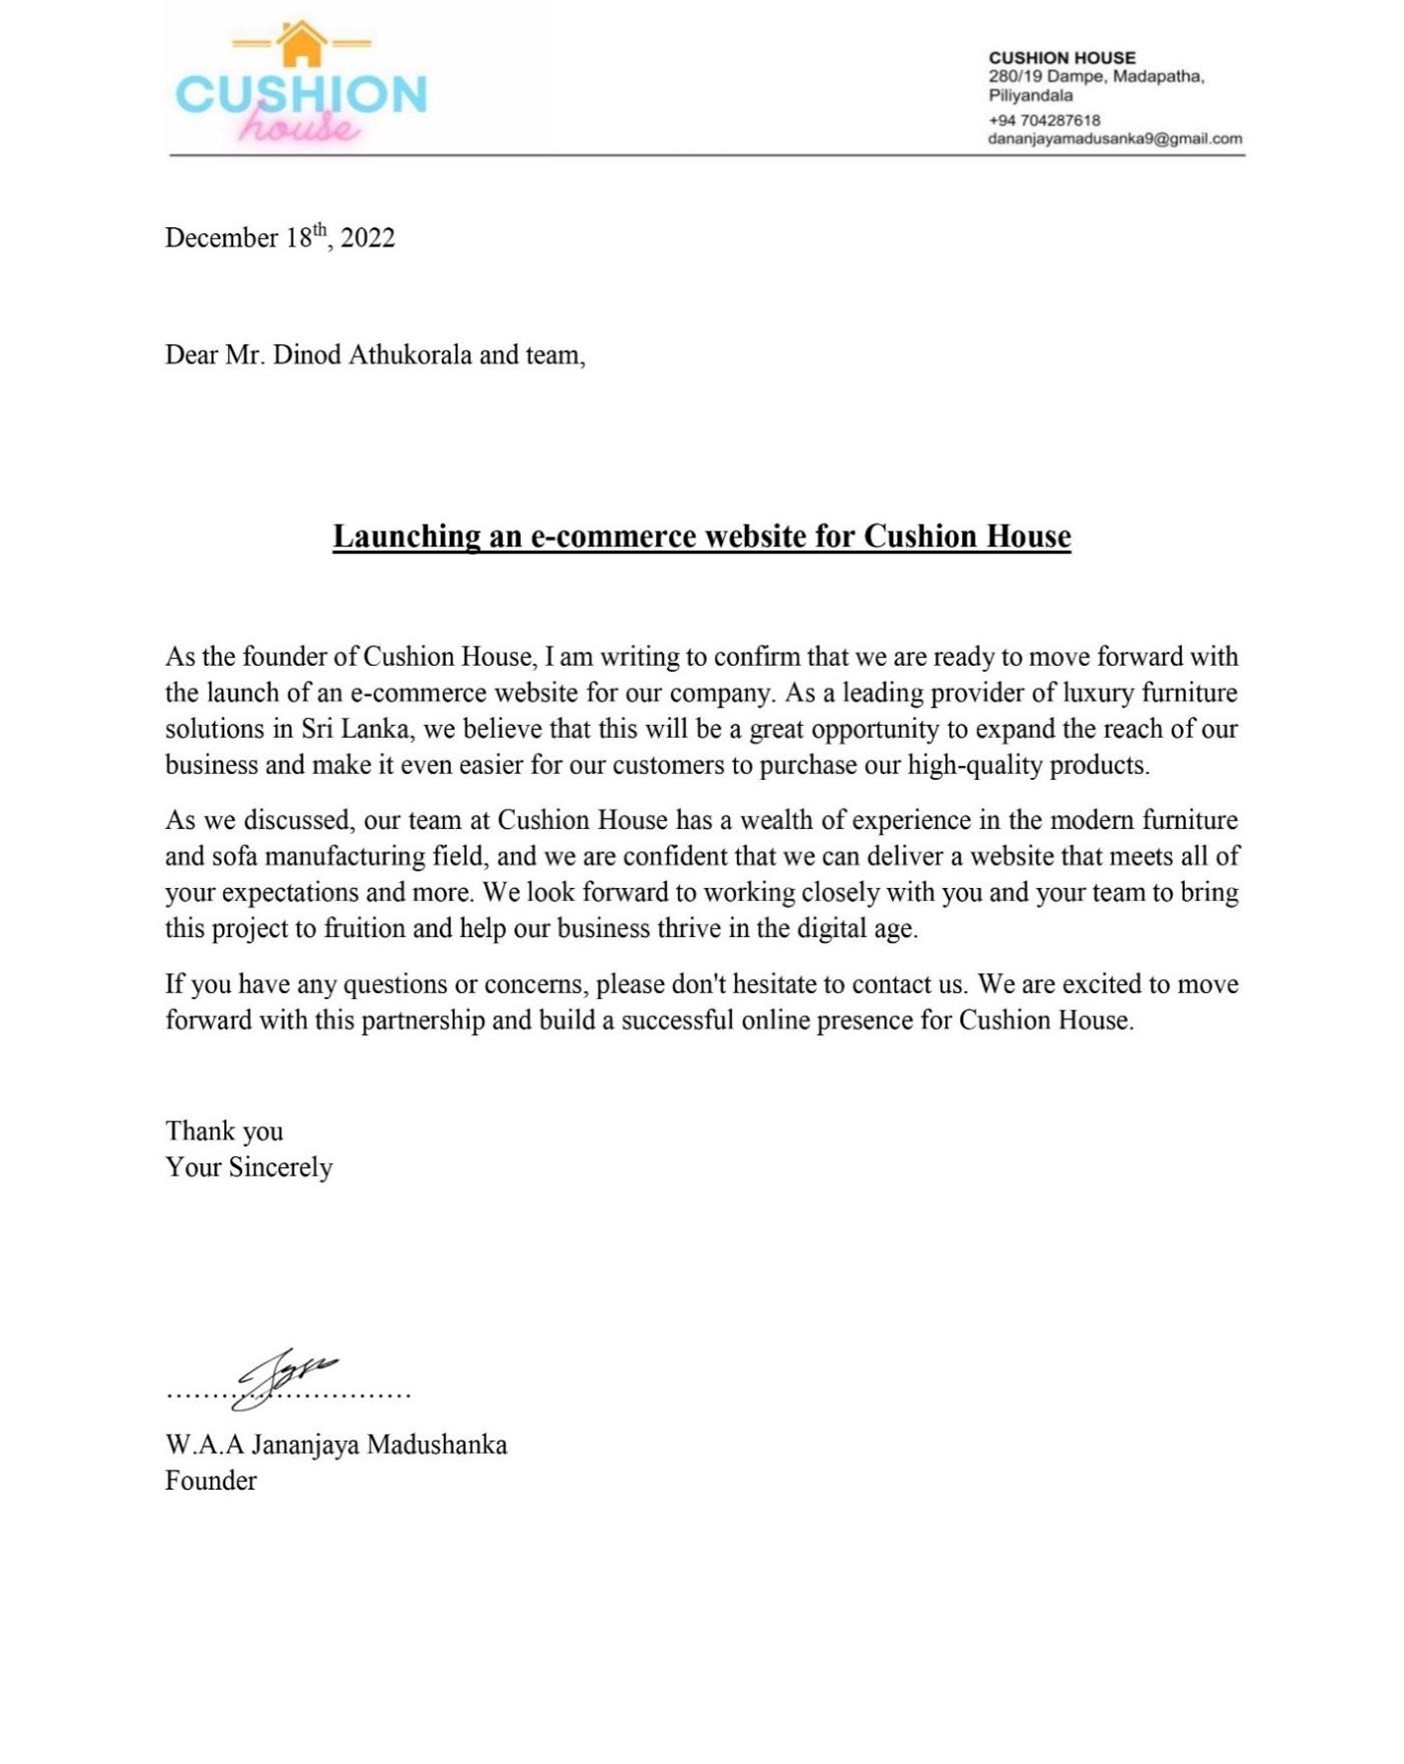 CUSHION
house
CUSHION HOUSE
280/19 Dampe, Madapatha,
Piliyandala
+94 704287618
dananjayamadusanka9@gmail.com
December 18th, 2022
Dear Mr. Dinod Athukorala and team,
Launching an e-commerce website for Cushion House
As the founder of Cushion House, I am writing to confirm that we are ready to move forward with
the launch of an e-commerce website for our company. As a leading provider of luxury furniture
solutions in Sri Lanka, we believe that this will be a great opportunity to expand the reach of our
business and make it even easier for our customers to purchase our high-quality products.
As we discussed, our team at Cushion House has a wealth of experience in the modern furniture
and sofa manufacturing field, and we are confident that we can deliver a website that meets all of
your expectations and more. We look forward to working closely with you and your team to bring
this project to fruition and help our business thrive in the digital age.
If you have any questions or concerns, please don't hesitate to contact us. We are excited to move
forward with this partnership and build a successful online presence for Cushion House.
Thank you
Your Sincerely
W.A.A Jananjaya Madushanka
Founder